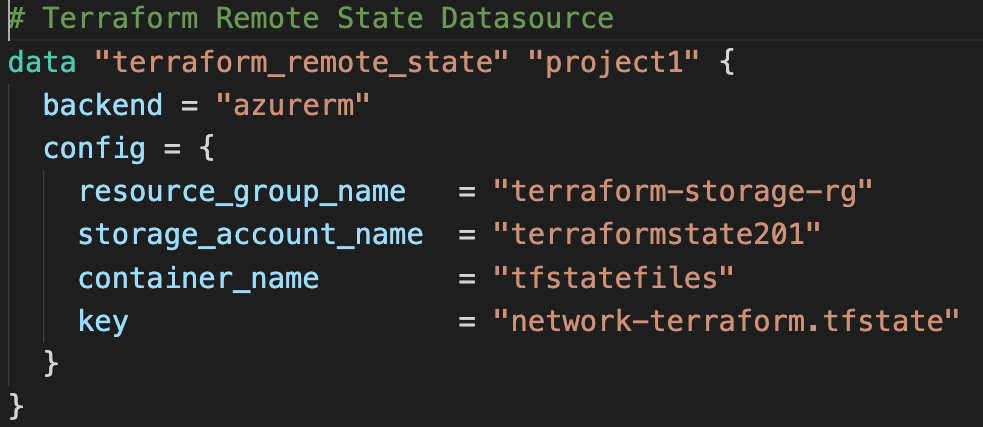 # Terraform Remote State Datasource
data "terraform_remote_state" "project1" {
  backend = "azurerm"
  config = {
    resource_group_name   = "terraform-storage-rg"
    storage_account_name  = "terraformstate201"
    container_name        = "tfstatefiles"
    key                   = "network-terraform.tfstate"
  }
}